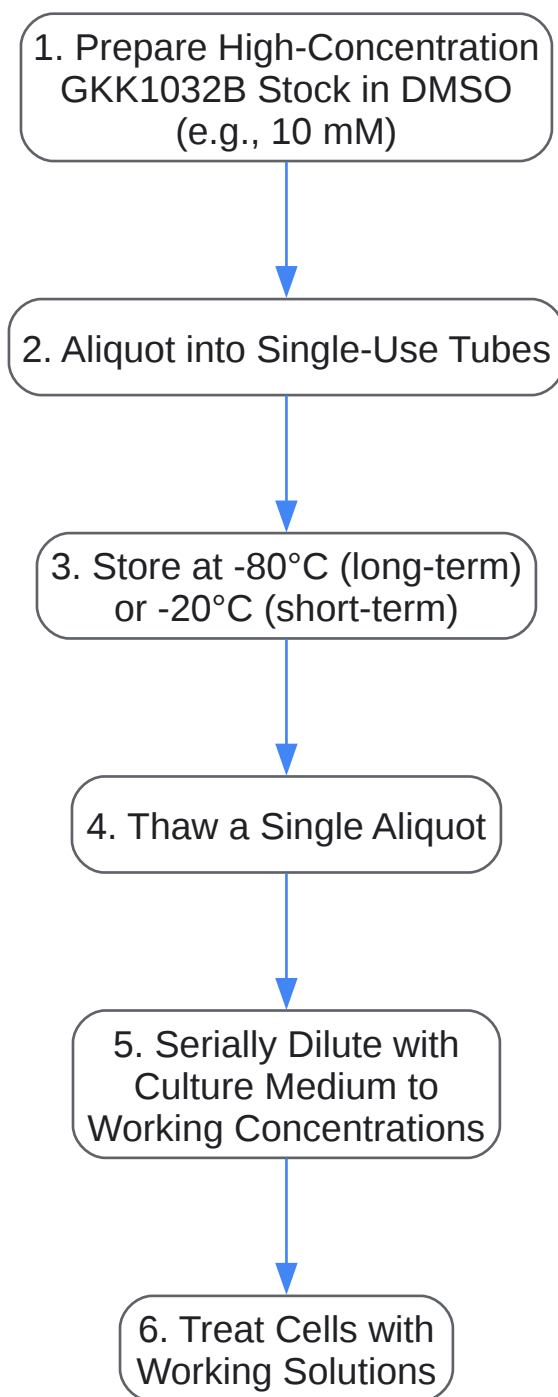 1. Prepare High-Concentration
GKK1032B Stock in DMSO
(e.g., 10 mM)
2. Aliquot into Single-Use Tubes
3. Store at -80°C (long-term)
or -20°C (short-term)
4. Thaw a Single Aliquot
5. Serially Dilute with
Culture Medium to
Working Concentrations
6. Treat Cells with
Working Solutions